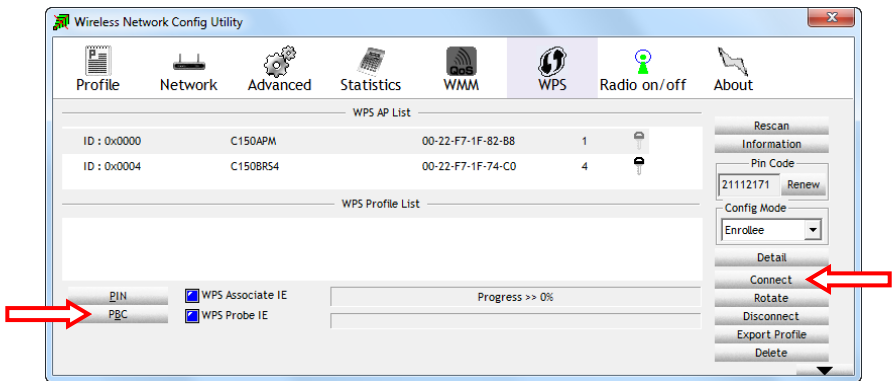 Wireless Network Config Utility
Profile Network Advanced Statistics WMM WPS Radio on/off About
QoS
WPS AP List
ID : 0x0000 C150APM 00-22-F7-1F-82-B8 1
ID : 0x0004 C150BRS4 00-22-F7-1F-74-C0 4
WPS Profile List
PIN
PBC
WPS Associate IE
WPS Probe IE
Progress >> 0%
Rescan
Information
Pin Code
21112171 Renew
Config Mode
Enrollee
Detail
Connect
Rotate
Disconnect
Export Profile
Delete